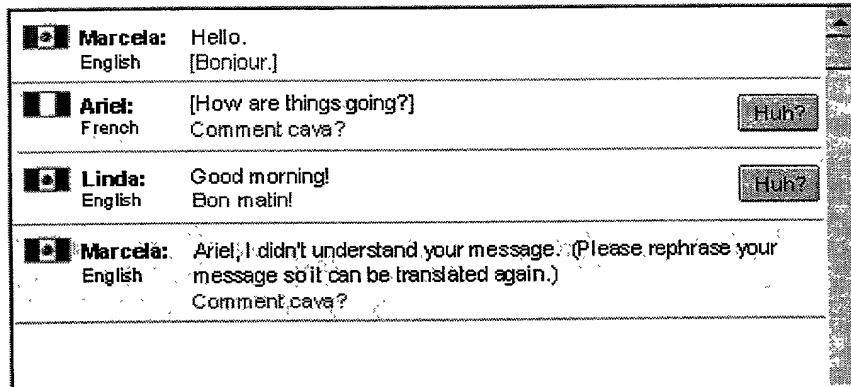 Marcela: Hello.
English [Bonjour.]
Ariel: [How are things going?]
French Comment cava?
Huh?
Linda: Good morning!
English Bon matin!
Huh?
Marcela: Ariel, I didn't understand your message. (Please rephrase your
English message so it can be translated again.)
Comment cava?